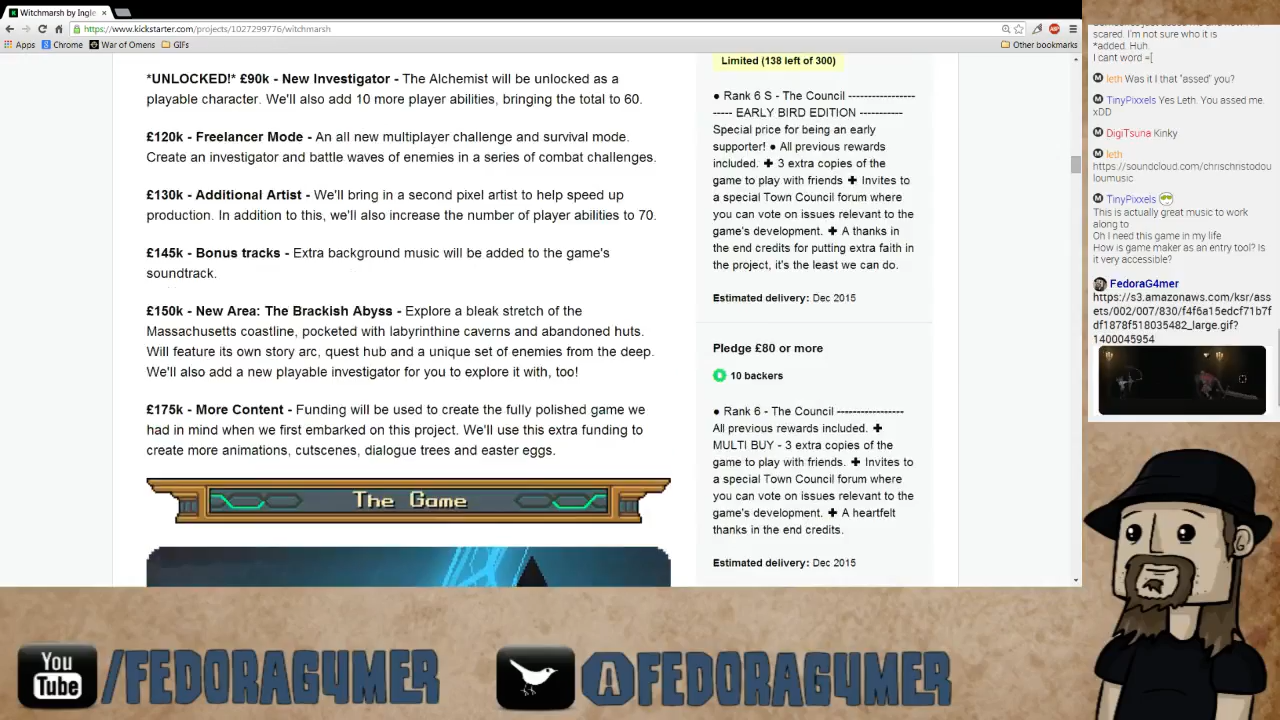 Witchmarsh by Ingle
https://www.kickstarter.com/projects/1027299776/witchmarsh
Apps
Chrome
War of Omens
GIFs
Other bookmarks
*UNLOCKED!* £90k - New Investigator - The Alchemist will be unlocked as a
playable character. We'll also add 10 more player abilities, bringing the total to 60.
£120k - Freelancer Mode - An all new multiplayer challenge and survival mode.
Create an investigator and battle waves of enemies in a series of combat challenges.
£130k - Additional Artist - We'll bring in a second pixel artist to help speed up
production. In addition to this, we'll also increase the number of player abilities to 70.
£145k - Bonus tracks - Extra background music will be added to the game's
soundtrack.
£150k - New Area: The Brackish Abyss - Explore a bleak stretch of the
Massachusetts coastline, pocketed with labyrinthine caverns and abandoned huts.
Will feature its own story arc, quest hub and a unique set of enemies from the deep.
We'll also add a new playable investigator for you to explore it with, too!
£175k - More Content - Funding will be used to create the fully polished game we
had in mind when we first embarked on this project. We'll use this extra funding to
create more animations, cutscenes, dialogue trees and easter eggs.
The Game
Limited (138 left of 300)
● Rank 6 S - The Council ------------------
----- EARLY BIRD EDITION -----------
Special price for being an early
supporter! ● All previous rewards
included. ✚ 3 extra copies of the
game to play with friends ✚ Invites to
a special Town Council forum where
you can vote on issues relevant to the
game's development. ✚ A thanks in
the end credits for putting extra faith in
the project, it's the least we can do.
Estimated delivery: Dec 2015
Pledge £80 or more
10 backers
● Rank 6 - The Council -----------------
All previous rewards included. ✚
MULTI BUY - 3 extra copies of the
game to play with friends. ✚ Invites to
a special Town Council forum where
you can vote on issues relevant to the
game's development. ✚ A heartfelt
thanks in the end credits.
Estimated delivery: Dec 2015
scared. I'm not sure who it is
*added. Huh.
I cant word =[
leth Was it I that "assed" you?
TinyPixxels Yes Leth. You assed me.
xDD
DigiTsuna Kinky
leth
https://soundcloud.com/chrischristodou
loumusic
TinyPixxels
This is actually great music to work
along to
Oh I need this game in my life
How is game maker as an entry tool? Is
it very accessible?
FedoraG4mer
https://s3.amazonaws.com/ksr/ass
ets/002/007/830/f4f6a15edcf71b7f
df1878f518035482_large.gif?
1400045954
You
Tube
/FEDORAG4MER
@FEDORAG4MER